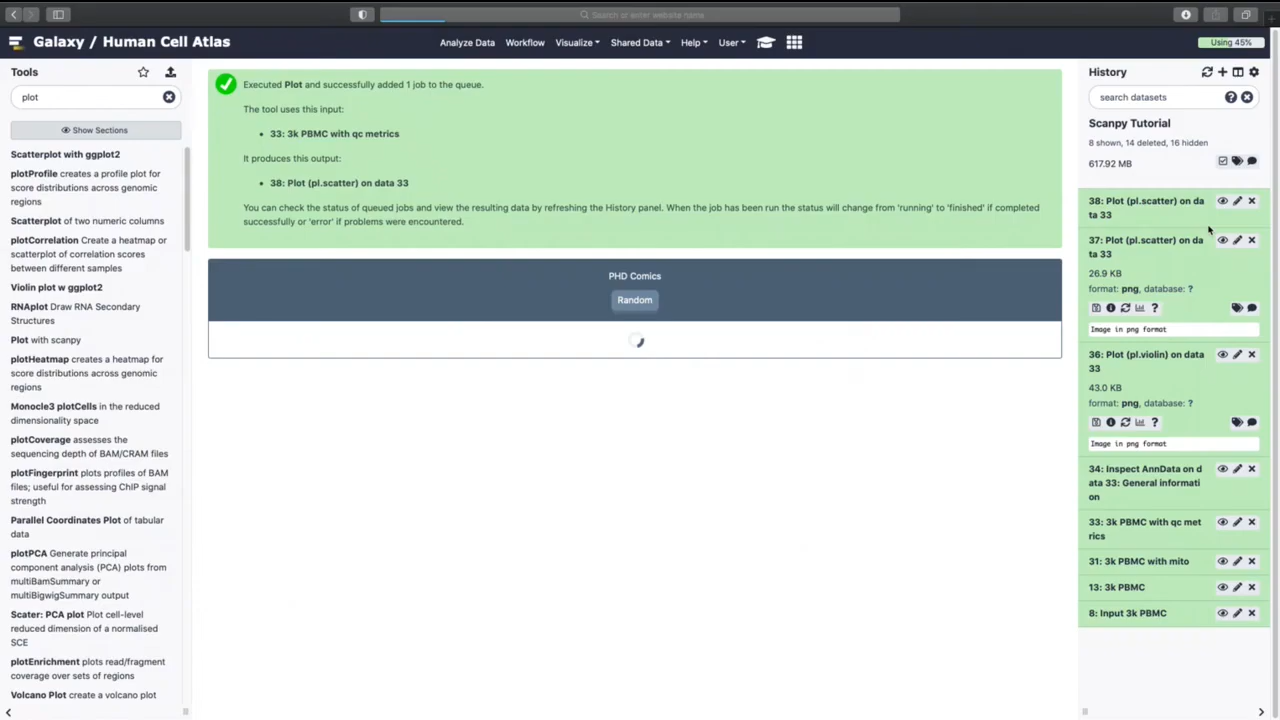 Search or enter website name
Galaxy / Human Cell Atlas
Analyze Data
Workflow
Visualize
Shared Data
Help
User
Using 45%
Tools
plot
Show Sections
Scatterplot with ggplot2
plotProfile creates a profile plot for
score distributions across genomic
regions
Scatterplot of two numeric columns
plotCorrelation Create a heatmap or
scatterplot of correlation scores
between different samples
Violin plot w ggplot2
RNAplot Draw RNA Secondary
Structures
Plot with scanpy
plotHeatmap creates a heatmap for
score distributions across genomic
regions
Monocle3 plotCells in the reduced
dimensionality space
plotCoverage assesses the
sequencing depth of BAM/CRAM files
plotFingerprint plots profiles of BAM
files; useful for assessing ChIP signal
strength
Parallel Coordinates Plot of tabular
data
plotPCA Generate principal
component analysis (PCA) plots from
multiBamSummary or
multiBigwigSummary output
Scater: PCA plot Plot cell-level
reduced dimension of a normalised
SCE
plotEnrichment plots read/fragment
coverage over sets of regions
Volcano Plot create a volcano plot
Executed Plot and successfully added 1 job to the queue.
The tool uses this input:
• 33: 3k PBMC with qc metrics
It produces this output:
• 38: Plot (pl.scatter) on data 33
You can check the status of queued jobs and view the resulting data by refreshing the History panel. When the job has been run the status will change from 'running' to 'finished' if completed
successfully or 'error' if problems were encountered.
PHD Comics
Random
History
search datasets
Scanpy Tutorial
8 shown, 14 deleted, 16 hidden
617.92 MB
38: Plot (pl.scatter) on da
ta 33
37: Plot (pl.scatter) on da
ta 33
26.9 KB
format: png, database: ?
Image in png format
36: Plot (pl.violin) on data
33
43.0 KB
format: png, database: ?
Image in png format
34: Inspect AnnData on d
ata 33: General informati
on
33: 3k PBMC with qc met
rics
31: 3k PBMC with mito
13: 3k PBMC
8: Input 3k PBMC